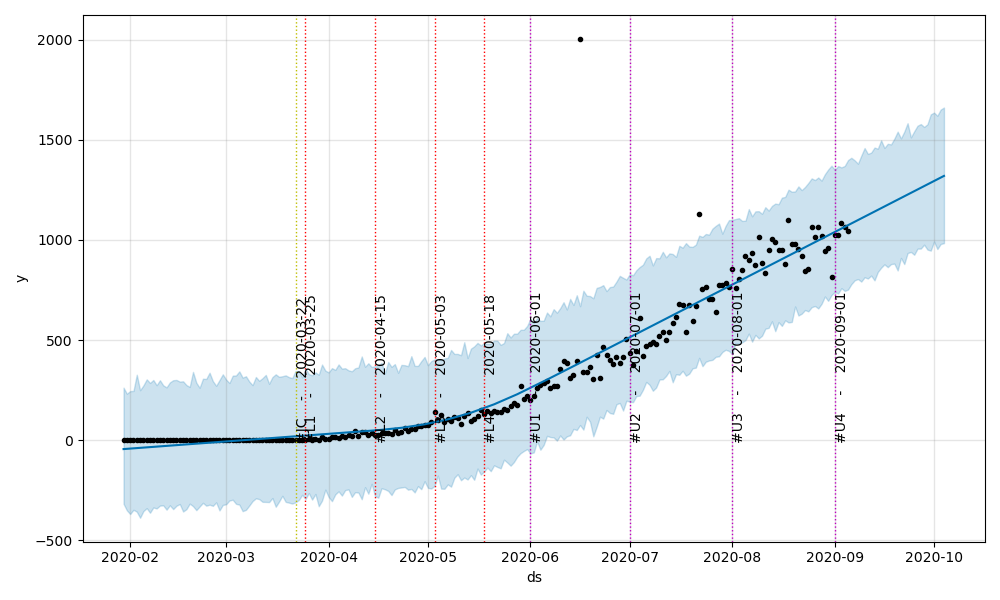 y
2000
1500
1000
500
0
−500
#JC - 2020-03-22
#L1 - 2020-03-25
#L2 - 2020-04-15
#L3 - 2020-05-03
#L4 - 2020-05-18
#U1 - 2020-06-01
#U2 - 2020-07-01
#U3 - 2020-08-01
#U4 - 2020-09-01
2020-02 2020-03 2020-04 2020-05 2020-06 2020-07 2020-08 2020-09 2020-10
ds